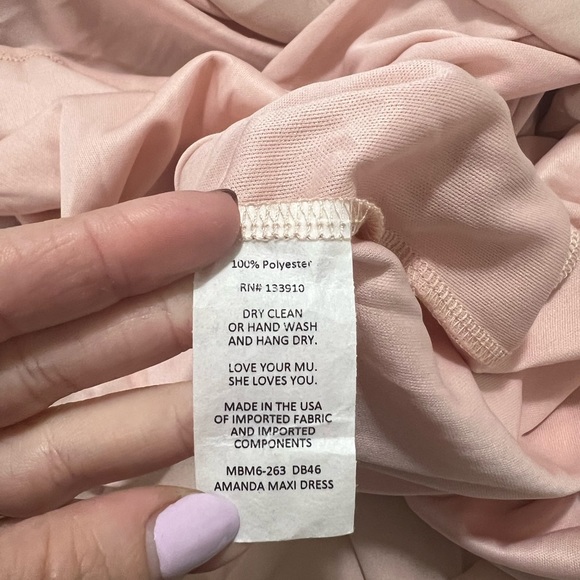 100% Polyester
RN# 133910
DRY CLEAN
OR HAND WASH
AND HANG DRY.
LOVE YOUR MU.
SHE LOVES YOU.
MADE IN THE USA
OF IMPORTED FABRIC
AND IMPORTED
COMPONENTS
MBM6-263 DB46
AMANDA MAXI DRESS